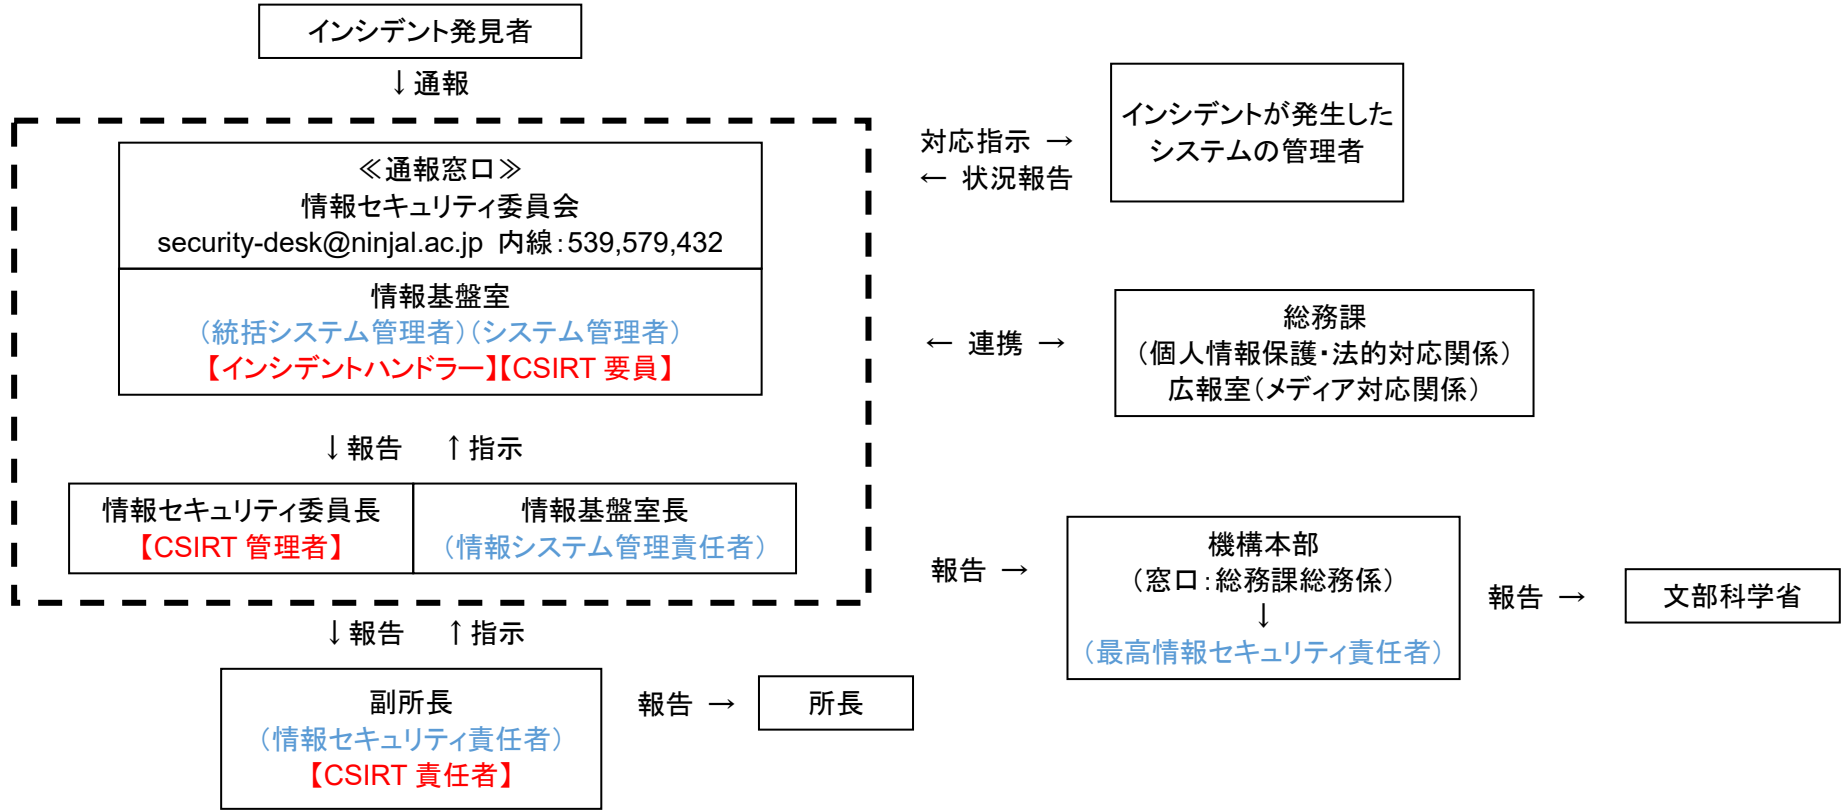 インシデント発見者
↓通報
≪通報窓口≫
情報セキュリティ委員会
security-desk@ninjal.ac.jp 内線：539,579,432
情報基盤室
（統括システム管理者）（システム管理者）
【インシデントハンドラー】【CSIRT 要員】
↓報告 ↑指示
情報セキュリティ委員長
【CSIRT 管理者】
情報基盤室長
（情報システム管理責任者）
↓報告 ↑指示
副所長
（情報セキュリティ責任者）
【CSIRT 責任者】
報告 →
所長
対応指示 →
← 状況報告
インシデントが発生した
システムの管理者
← 連携 →
総務課
（個人情報保護・法的対応関係）
広報室（メディア対応関係）
報告 →
機構本部
（窓口：総務課総務係）
↓
（最高情報セキュリティ責任者）
報告 →
文部科学省